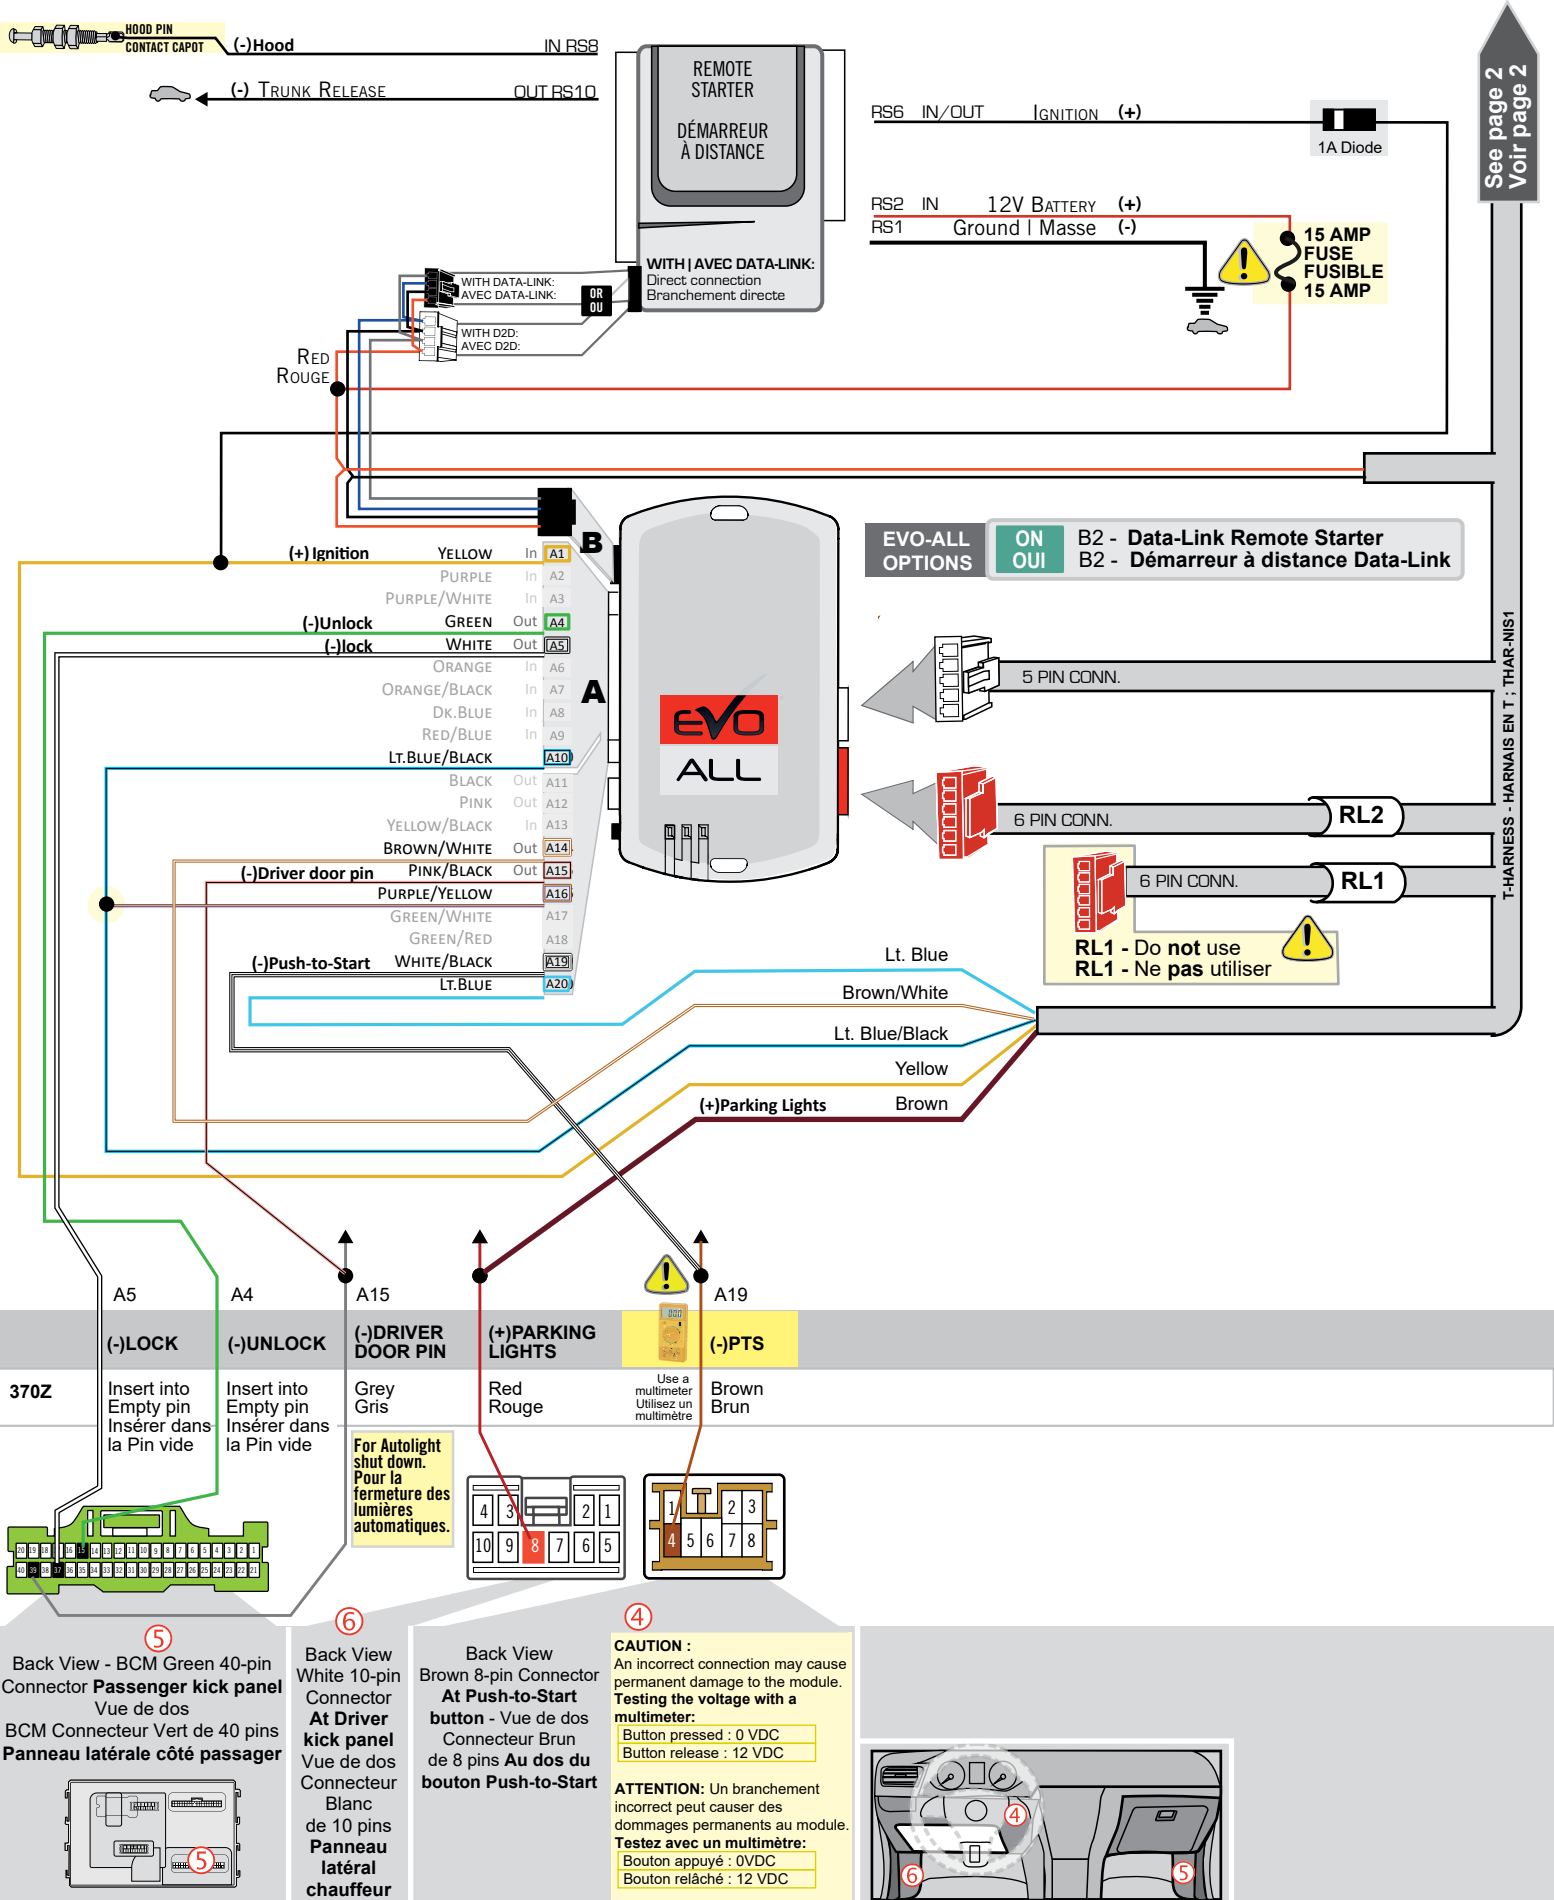 HOOD PIN
CONTACT CAPOT
(-)Hood
IN RS8
(-) TRUNK RELEASE
OUT RS10
REMOTE
STARTER
DÉMARREUR
À DISTANCE
WITH | AVEC DATA-LINK:
Direct connection
Branchement directe
RS6 IN/OUT IGNITION (+)
1A Diode
RS2 IN 12V BATTERY (+)
RS1 Ground | Masse (-)
15 AMP
FUSE
FUSIBLE
15 AMP
See page 2
Voir page 2
WITH DATA-LINK:
AVEC DATA-LINK:
OR
OU
WITH D2D:
AVEC D2D:
RED
ROUGE
B
A
(+) Ignition YELLOW In A1
PURPLE In A2
PURPLE/WHITE In A3
(-)Unlock GREEN Out A4
(-)lock WHITE Out A5
ORANGE In A6
ORANGE/BLACK In A7
DK.BLUE In A8
RED/BLUE In A9
LT.BLUE/BLACK A10
BLACK Out A11
PINK Out A12
YELLOW/BLACK In A13
BROWN/WHITE Out A14
(-)Driver door pin PINK/BLACK Out A15
PURPLE/YELLOW A16
GREEN/WHITE A17
GREEN/RED A18
(-)Push-to-Start WHITE/BLACK A19
LT.BLUE A20
EVO
ALL
EVO-ALL
OPTIONS
ON
OUI
B2 - Data-Link Remote Starter
B2 - Démarreur à distance Data-Link
5 PIN CONN.
6 PIN CONN.
RL2
6 PIN CONN.
RL1
RL1 - Do not use
RL1 - Ne pas utiliser
T-HARNESS - HARNAIS EN T ; THAR-NIS1
Lt. Blue
Brown/White
Lt. Blue/Black
Yellow
(+)Parking Lights Brown
A5
A4
A15
A19
(-)LOCK
(-)UNLOCK
(-)DRIVER
DOOR PIN
(+)PARKING
LIGHTS
(-)PTS
370Z
Insert into
Empty pin
Insérer dans
la Pin vide
Insert into
Empty pin
Insérer dans
la Pin vide
Grey
Gris
Red
Rouge
Use a
multimeter
Utilisez un
multimètre
Brown
Brun
For Autolight
shut down.
Pour la
fermeture des
lumières
automatiques.
4 3 2 1
10 9 8 7 6 5
1 2 3
4 5 6 7 8
5
Back View - BCM Green 40-pin
Connector Passenger kick panel
Vue de dos
BCM Connecteur Vert de 40 pins
Panneau latérale côté passager
5
6
Back View
White 10-pin
Connector
At Driver
kick panel
Vue de dos
Connecteur
Blanc
de 10 pins
Panneau
latéral
chauffeur
Back View
Brown 8-pin Connector
At Push-to-Start
button - Vue de dos
Connecteur Brun
de 8 pins Au dos du
bouton Push-to-Start
4
CAUTION :
An incorrect connection may cause
permanent damage to the module.
Testing the voltage with a
multimeter:
Button pressed : 0 VDC
Button release : 12 VDC
ATTENTION: Un branchement
incorrect peut causer des
dommages permanents au module.
Testez avec un multimètre:
Bouton appuyé : 0VDC
Bouton relâché : 12 VDC
4
6
5